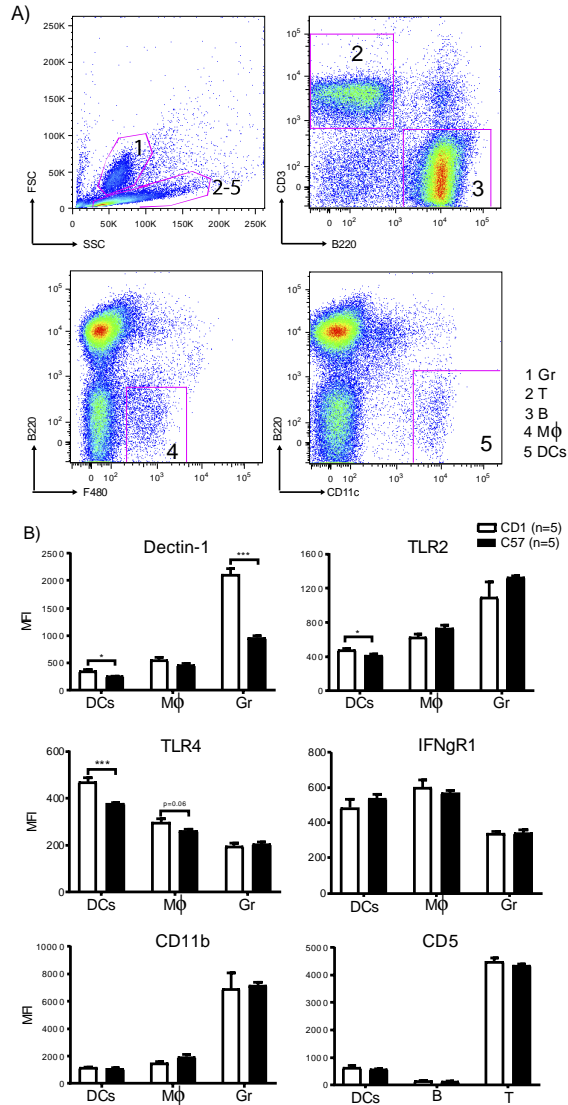 A)
250K
200K
150K
100K
50K
0
FSC
0 50K 100K 150K 200K 250K
SSC
1
2-5
10^5
10^4
10^3
10^2
0
CD3
0 10^2 10^3 10^4 10^5
B220
2
3
10^5
10^4
10^3
10^2
0
B220
0 10^2 10^3 10^4 10^5
F480
4
10^5
10^4
10^3
10^2
0
B220
0 10^2 10^3 10^4 10^5
CD11c
5
1 Gr
2 T
3 B
4 Mϕ
5 DCs
B)
CD1 (n=5)
C57 (n=5)
Dectin-1
2500
2000
1500
1000
500
0
MFI
*
***
DCs Mϕ Gr
TLR2
1600
1200
800
400
0
*
DCs Mϕ Gr
TLR4
600
400
200
0
MFI
***
p=0.06
DCs Mϕ Gr
IFNgR1
800
600
400
200
0
DCs Mϕ Gr
CD11b
10000
8000
6000
4000
2000
0
MFI
DCs Mϕ Gr
CD5
5000
4000
3000
2000
1000
0
DCs B T